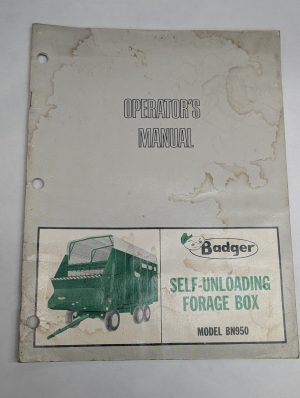 OPERATOR'S
MANUAL
Badger
SELF-UNLOADING
FORAGE BOX
MODEL BN950